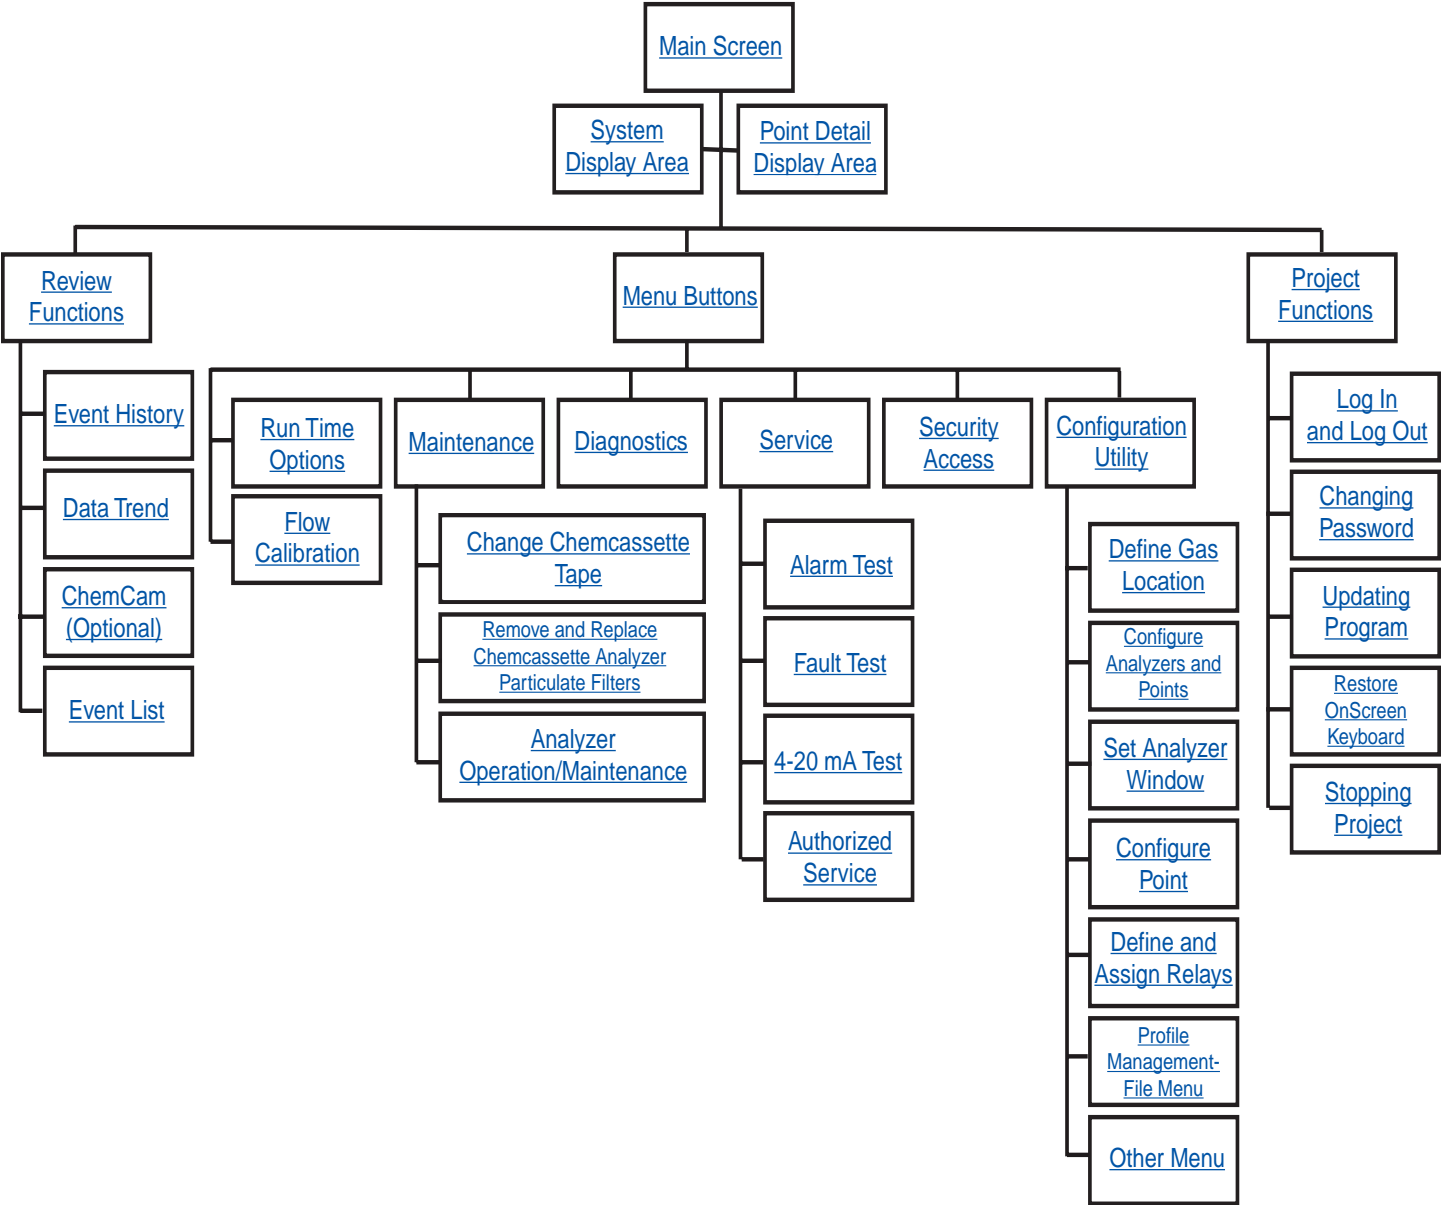 Main Screen
System
Display Area
Point Detail
Display Area
Review
Functions
Menu Buttons
Project
Functions
Event History
Data Trend
ChemCam
(Optional)
Event List
Run Time
Options
Flow
Calibration
Maintenance
Change Chemcassette
Tape
Remove and Replace
Chemcassette Analyzer
Particulate Filters
Analyzer
Operation/Maintenance
Diagnostics
Service
Alarm Test
Fault Test
4-20 mA Test
Authorized
Service
Security
Access
Configuration
Utility
Define Gas
Location
Configure
Analyzers and
Points
Set Analyzer
Window
Configure
Point
Define and
Assign Relays
Profile
Management-
File Menu
Other Menu
Log In
and Log Out
Changing
Password
Updating
Program
Restore
OnScreen
Keyboard
Stopping
Project